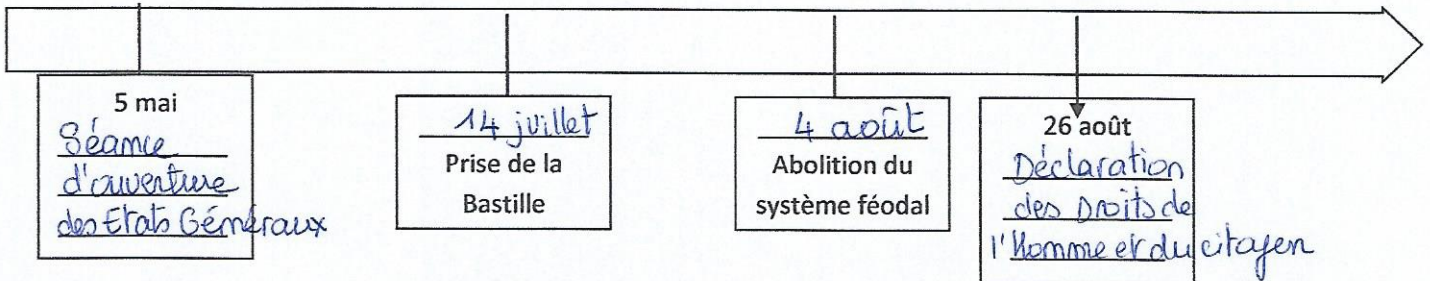 5 mai
Séance
d'ouverture
des Etats Généraux
14 juillet
Prise de la
Bastille
4 août
Abolition du
système féodal
26 août
Déclaration
des Droits de
l'Homme et du citoyen